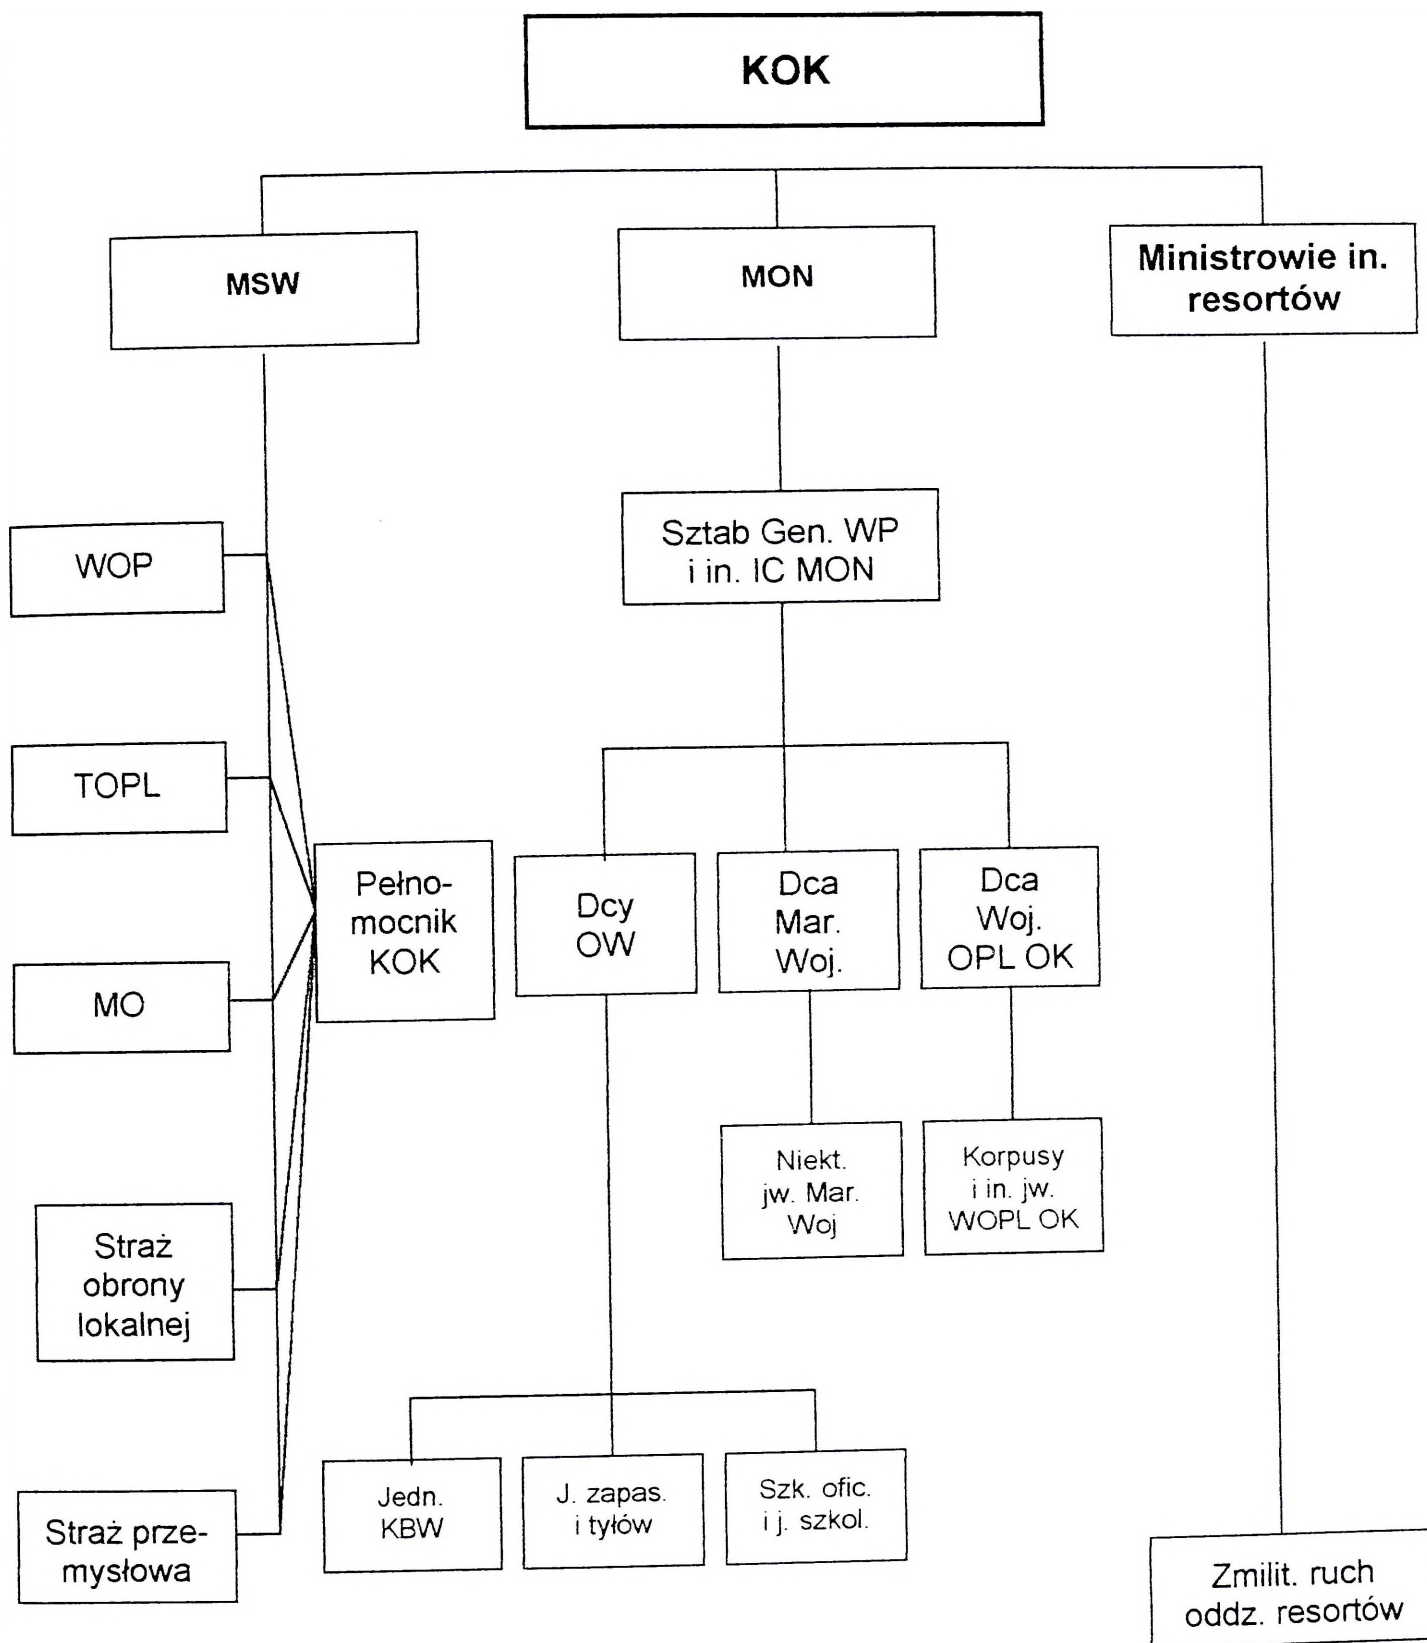 KOK
MSW
MON
Ministrowie in.
resortów
Sztab Gen. WP
i in. IC MON
WOP
TOPL
MO
Straż
obrony
lokalnej
Straż prze-
mysłowa
Pełno-
mocnik
KOK
Dcy
OW
Dca
Mar.
Woj.
Dca
Woj.
OPL OK
Niekt.
jw. Mar.
Woj
Korpusy
i in. jw.
WOPL OK
Jedn.
KBW
J. zapas.
i tyłów
Szk. ofic.
i j. szkol.
Zmilit. ruch
oddz. resortów